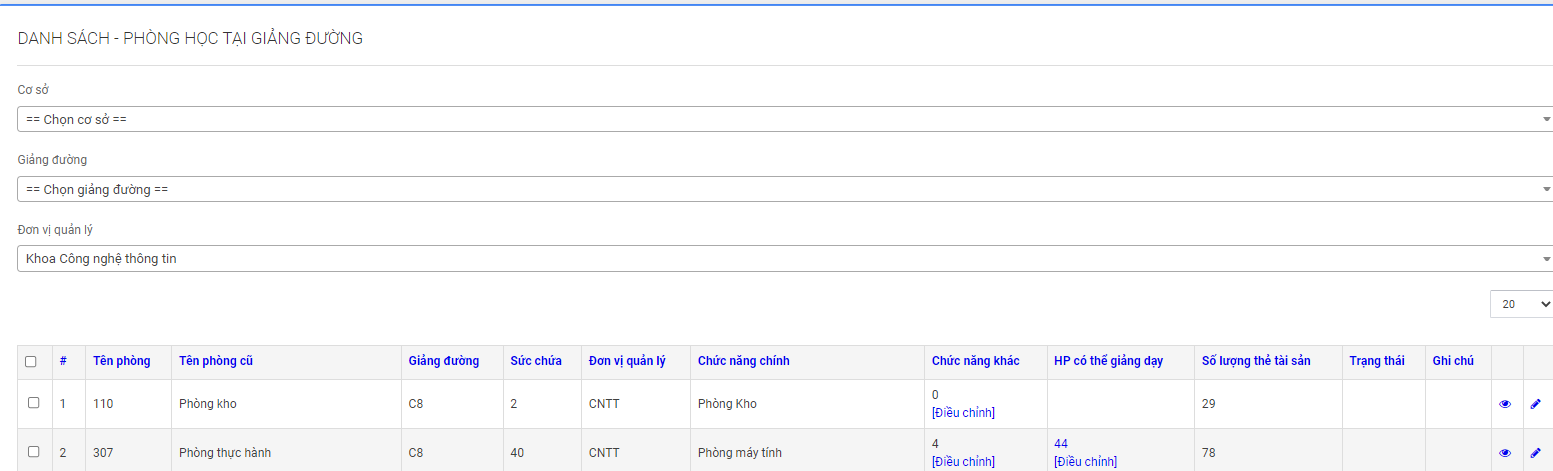 DANH SÁCH - PHÒNG HỌC TẠI GIẢNG ĐƯỜNG
Cơ sở
== Chọn cơ sở ==
Giảng đường
== Chọn giảng đường ==
Đơn vị quản lý
Khoa Công nghệ thông tin
20
# Tên phòng Tên phòng cũ Giảng đường Sức chứa Đơn vị quản lý Chức năng chính Chức năng khác HP có thể giảng dạy Số lượng thẻ tài sản Trạng thái Ghi chú
1 110 Phòng kho C8 2 CNTT Phòng Kho 0 29
[Điều chỉnh]
2 307 Phòng thực hành C8 40 CNTT Phòng máy tính 4 44 78
[Điều chỉnh] [Điều chỉnh]